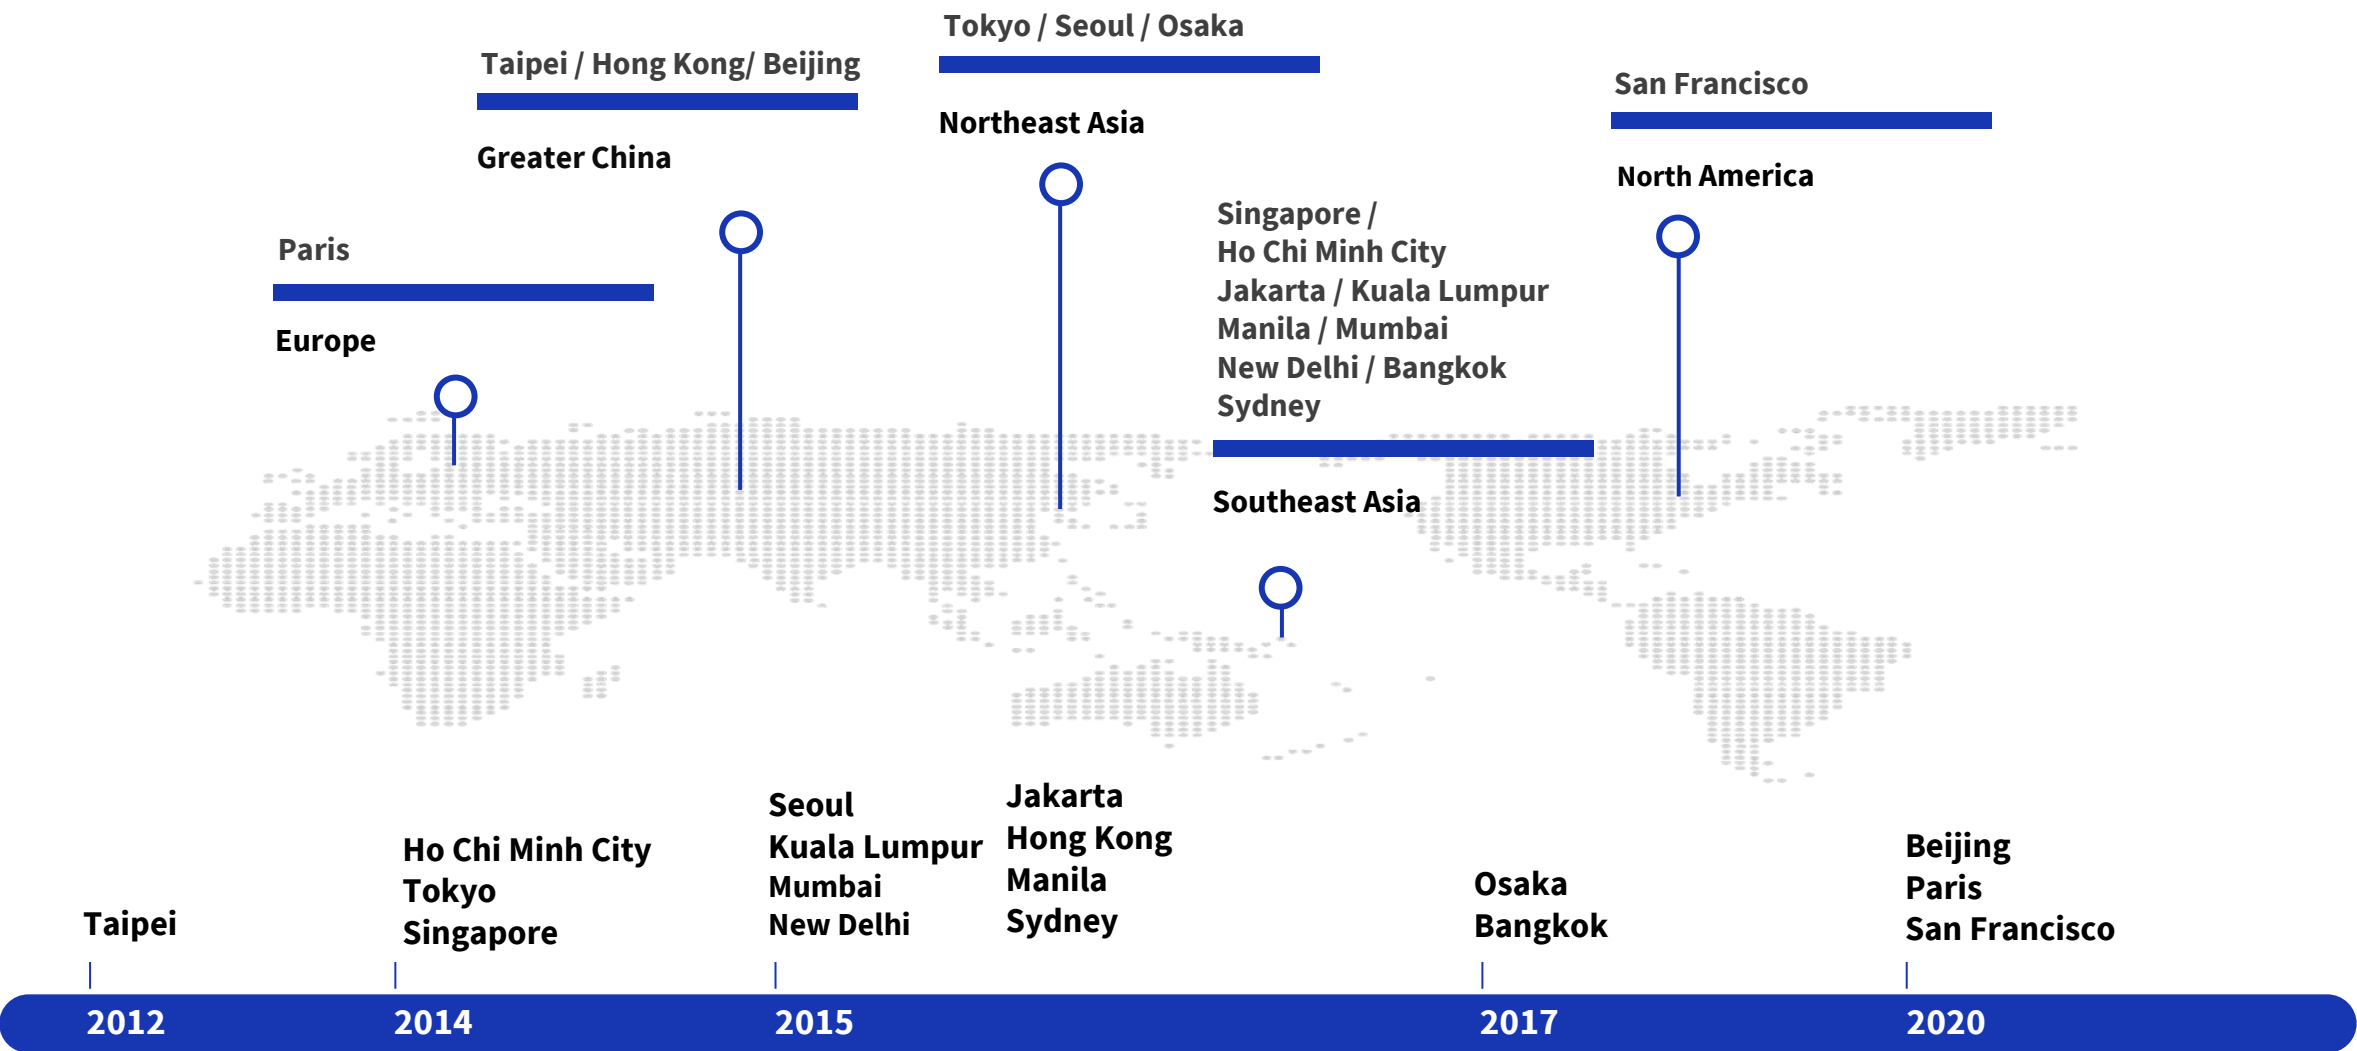 Tokyo / Seoul / Osaka
Northeast Asia
Taipei / Hong Kong/ Beijing
Greater China
San Francisco
North America
Paris
Europe
Singapore /
Ho Chi Minh City
Jakarta / Kuala Lumpur
Manila / Mumbai
New Delhi / Bangkok
Sydney
Southeast Asia
Taipei
Ho Chi Minh City
Tokyo
Singapore
Seoul
Kuala Lumpur
Mumbai
New Delhi
Jakarta
Hong Kong
Manila
Sydney
Osaka
Bangkok
Beijing
Paris
San Francisco
2012
2014
2015
2017
2020